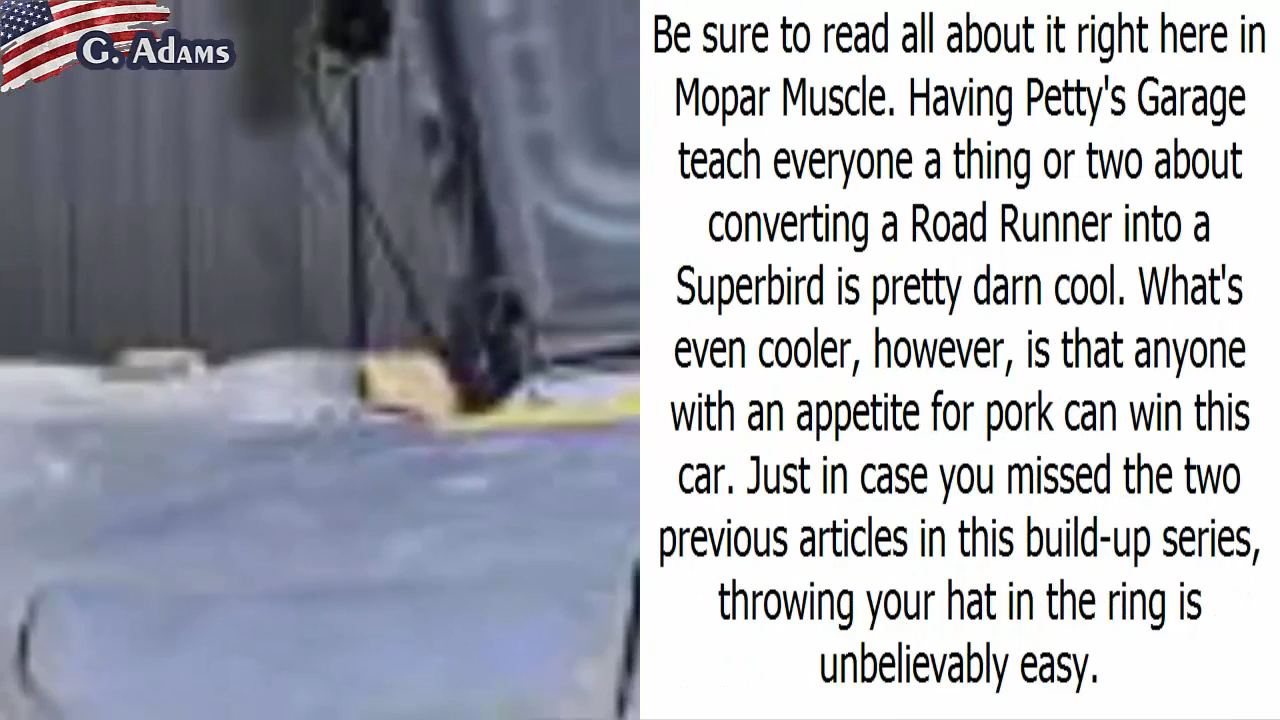 G. Adams
Be sure to read all about it right here in
Mopar Muscle. Having Petty's Garage
teach everyone a thing or two about
converting a Road Runner into a
Superbird is pretty darn cool. What's
even cooler, however, is that anyone
with an appetite for pork can win this
car. Just in case you missed the two
previous articles in this build-up series,
throwing your hat in the ring is
unbelievably easy.